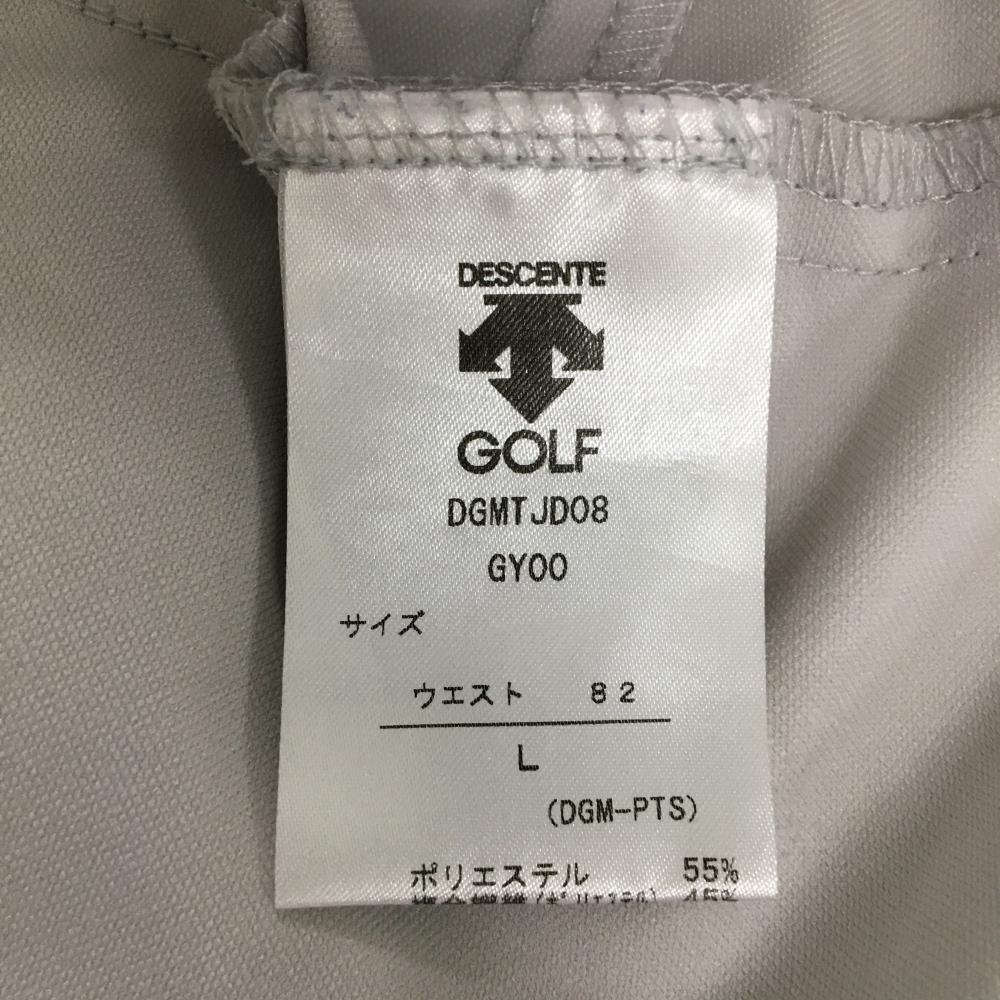 DESCENTE
GOLF
DGMTJD08
GY00
サイズ
ウエスト 82
L
(DGM-PTS)
ポリエステル 55%